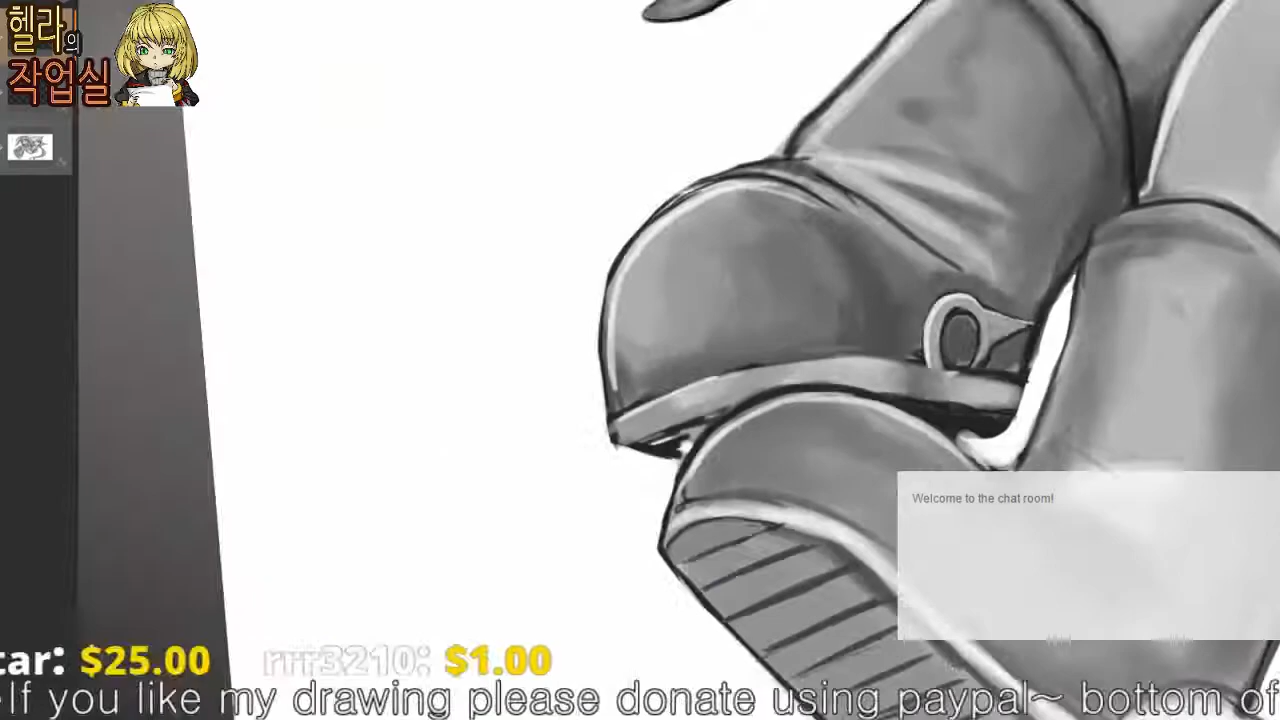 헬라의
작업실
Welcome to the chat room!
tar: $25.00 rrr3210: $1.00
If you like my drawing please donate using paypal~ bottom of